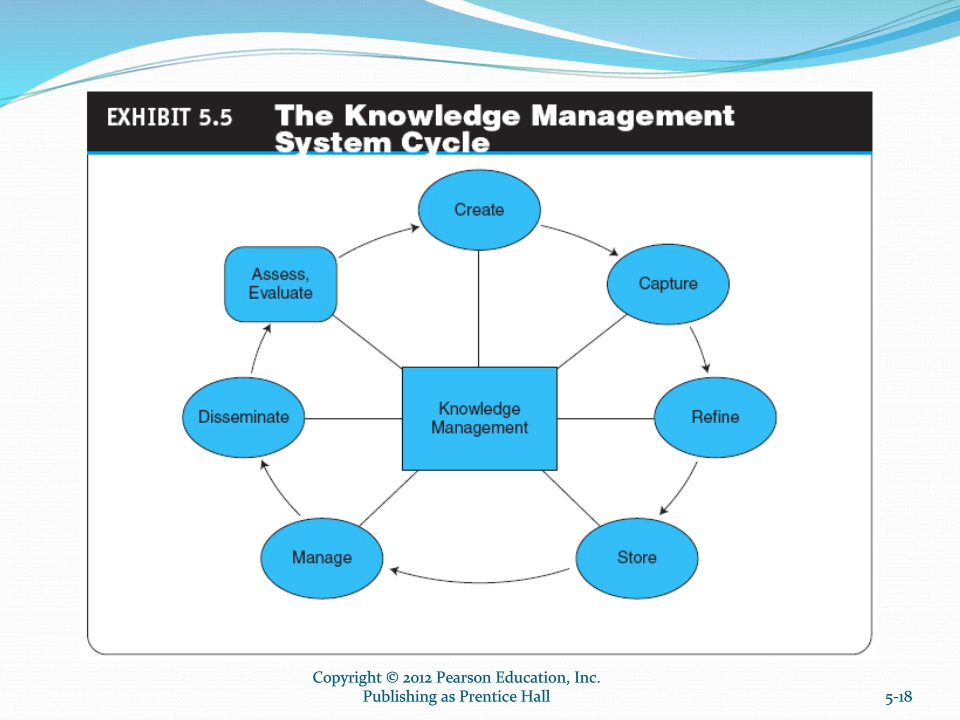 EXHIBIT 5.5
The Knowledge Management
System Cycle
Create
Capture
Refine
Store
Manage
Disseminate
Assess,
Evaluate
Knowledge
Management
Copyright © 2012 Pearson Education, Inc.
Publishing as Prentice Hall
5-18